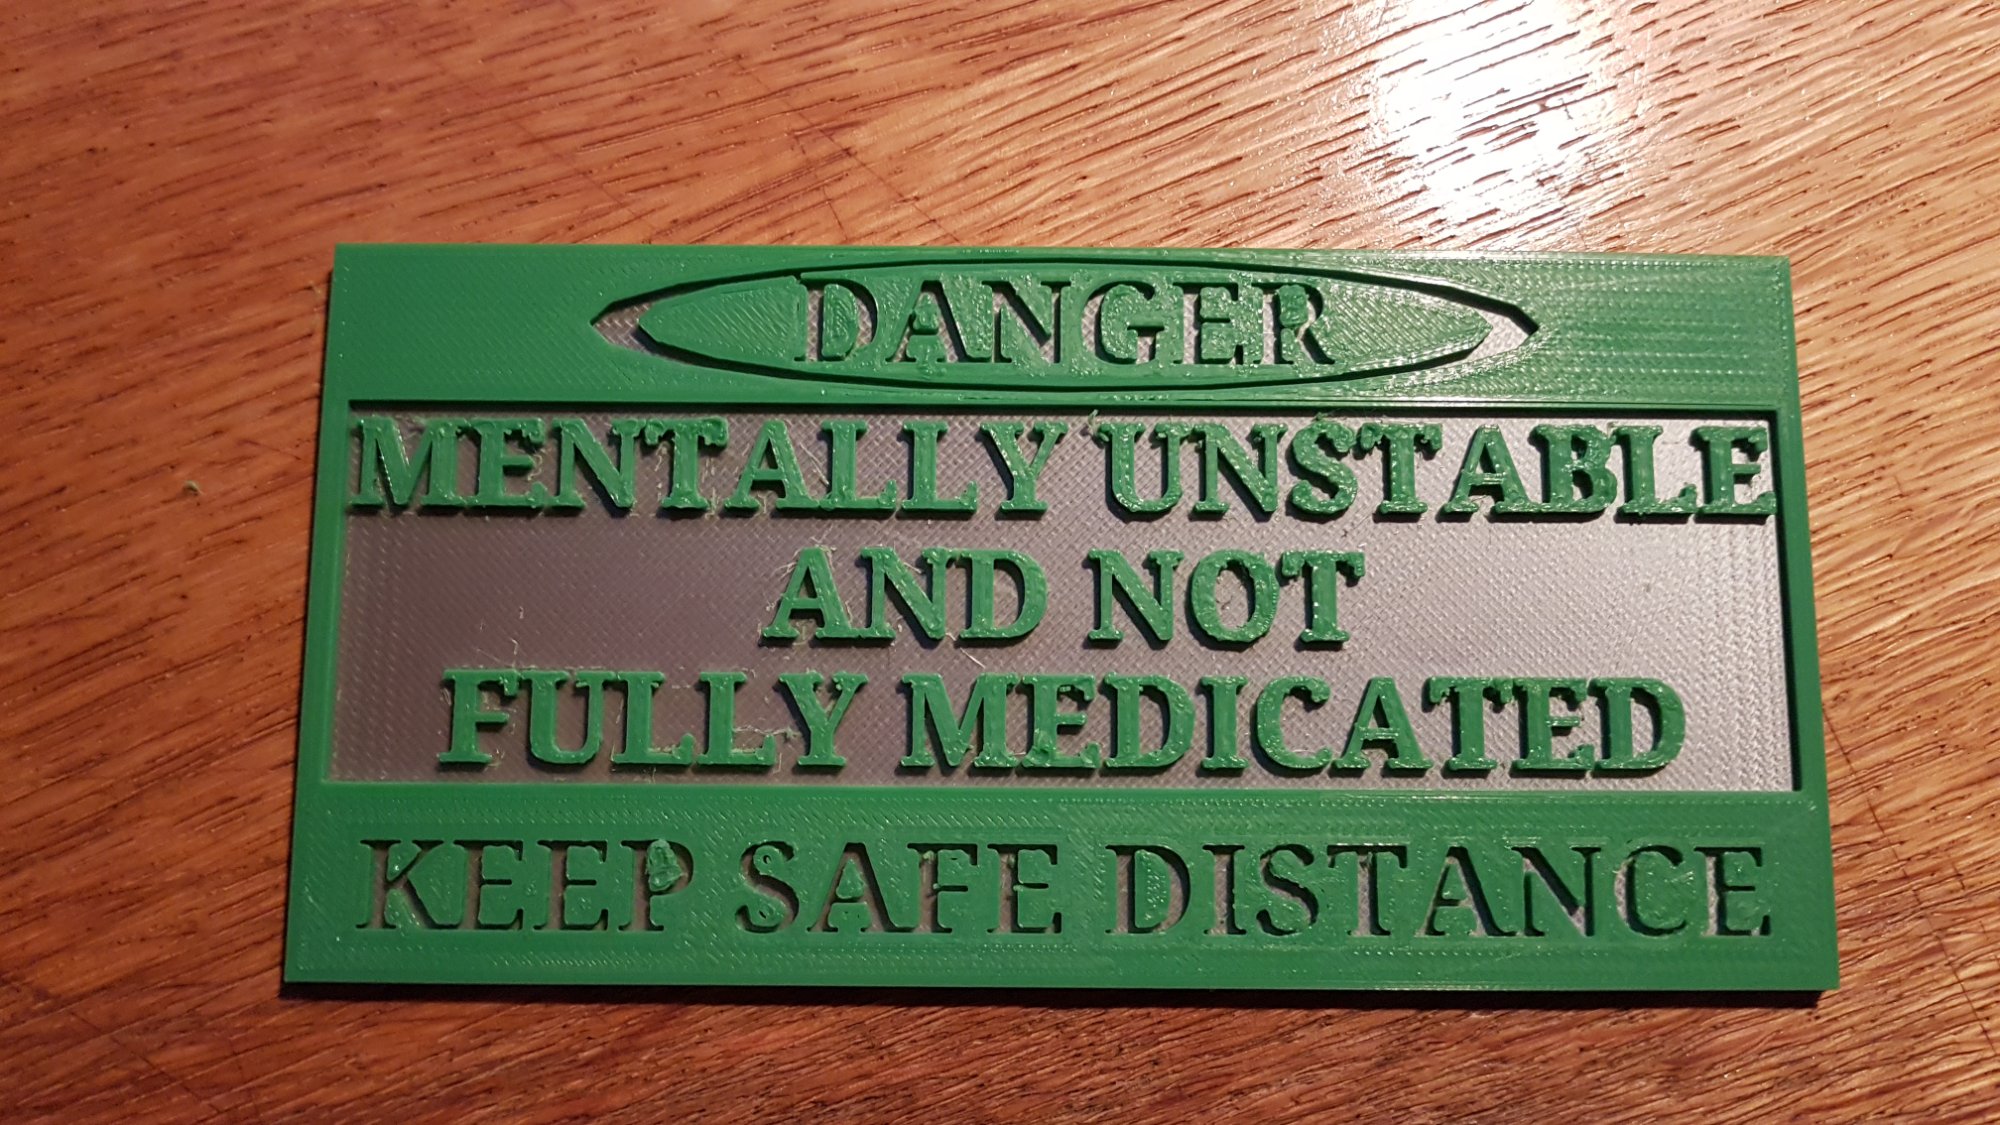 DANGER
MENTALLY UNSTABLE
AND NOT
FULLY MEDICATED
KEEP SAFE DISTANCE